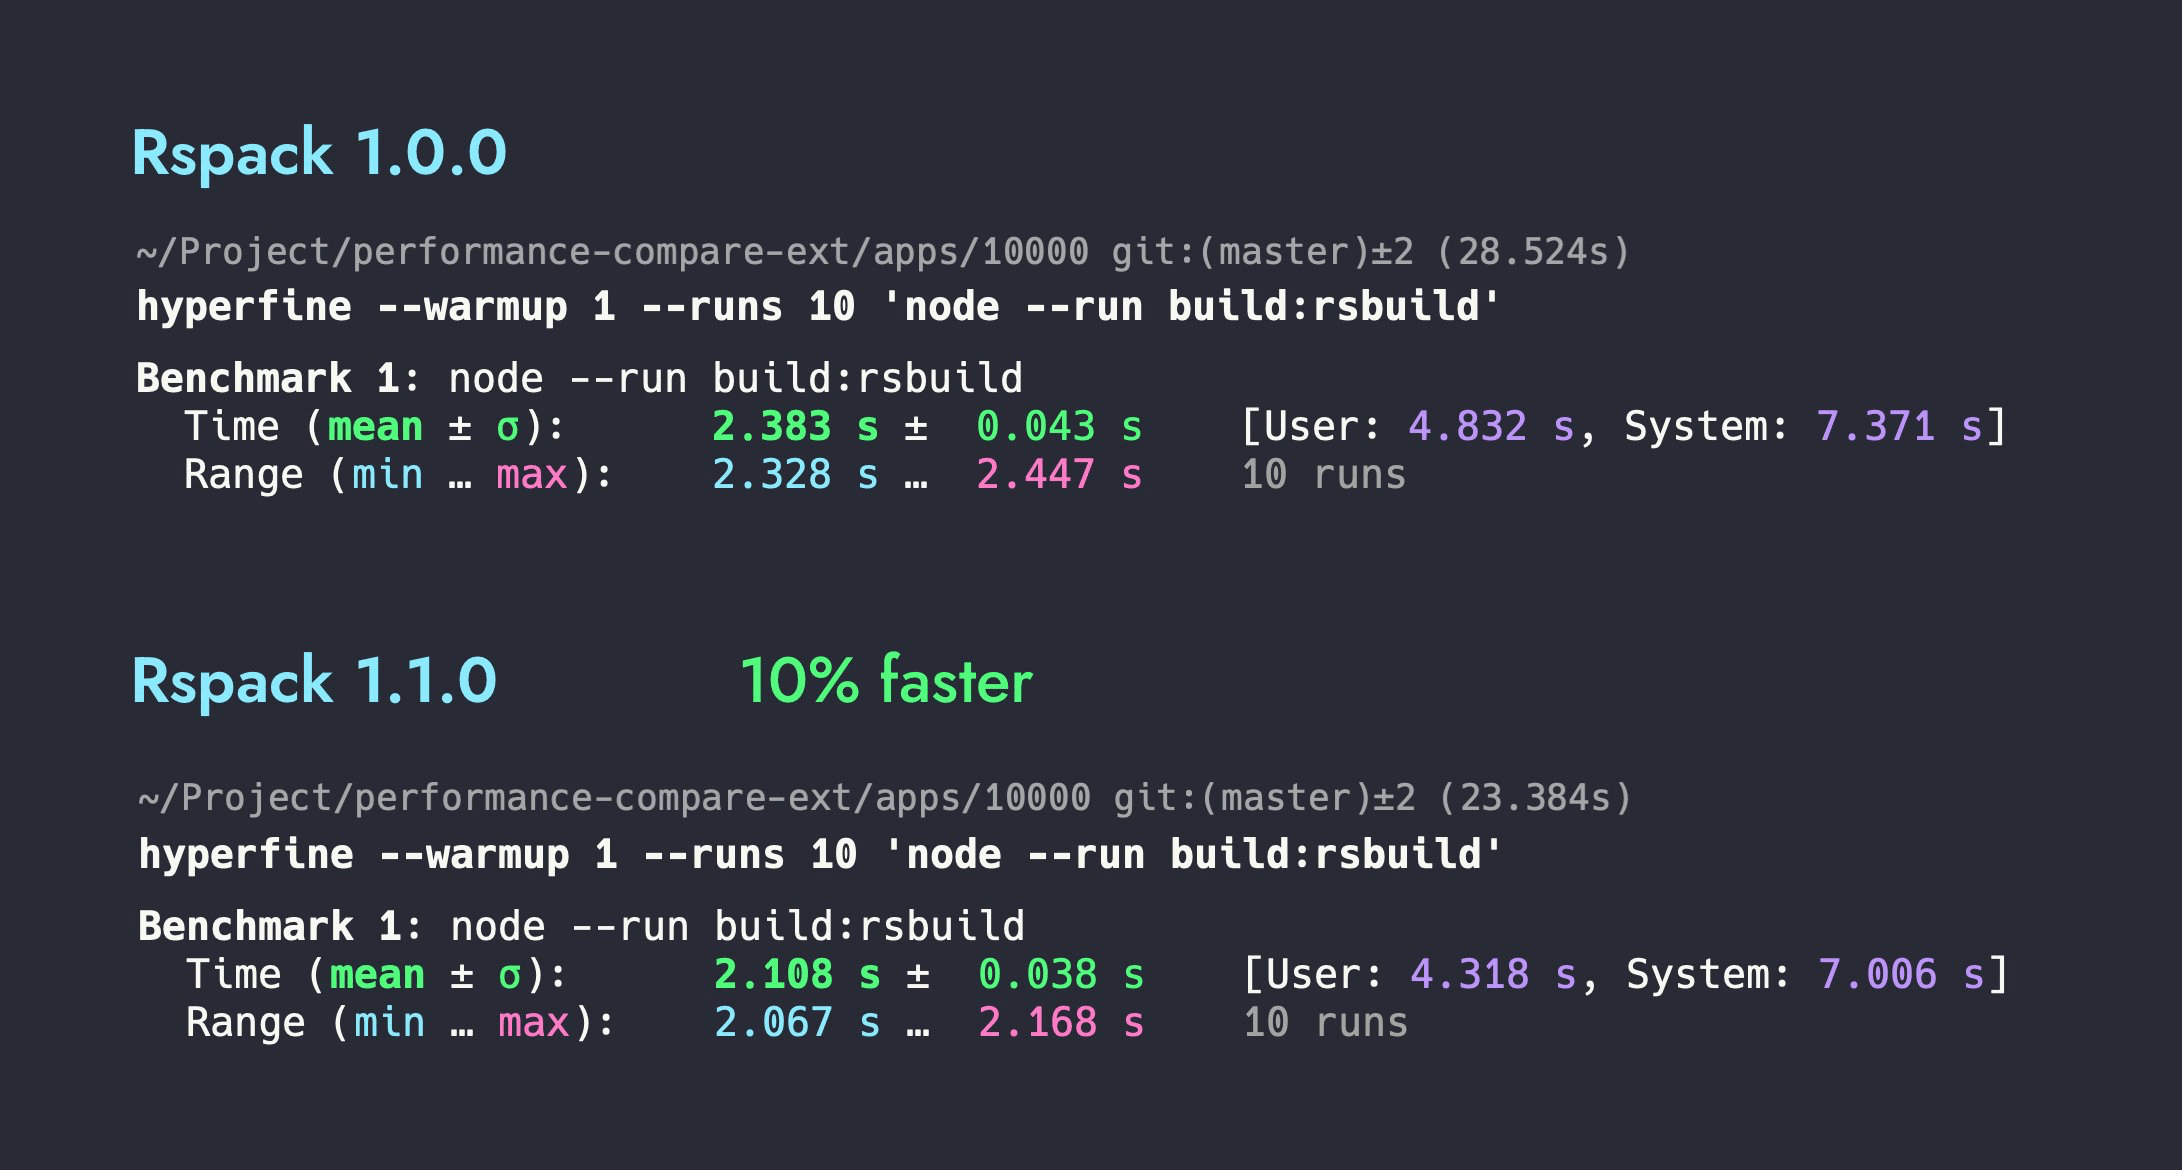 Rspack 1.0.0
~/Project/performance-compare-ext/apps/10000 git:(master)±2 (28.524s)
hyperfine --warmup 1 --runs 10 'node --run build:rsbuild'
Benchmark 1: node --run build:rsbuild
Time (mean ± σ): 2.383 s ± 0.043 s [User: 4.832 s, System: 7.371 s]
Range (min … max): 2.328 s … 2.447 s 10 runs
Rspack 1.1.0 10% faster
~/Project/performance-compare-ext/apps/10000 git:(master)±2 (23.384s)
hyperfine --warmup 1 --runs 10 'node --run build:rsbuild'
Benchmark 1: node --run build:rsbuild
Time (mean ± σ): 2.108 s ± 0.038 s [User: 4.318 s, System: 7.006 s]
Range (min … max): 2.067 s … 2.168 s 10 runs